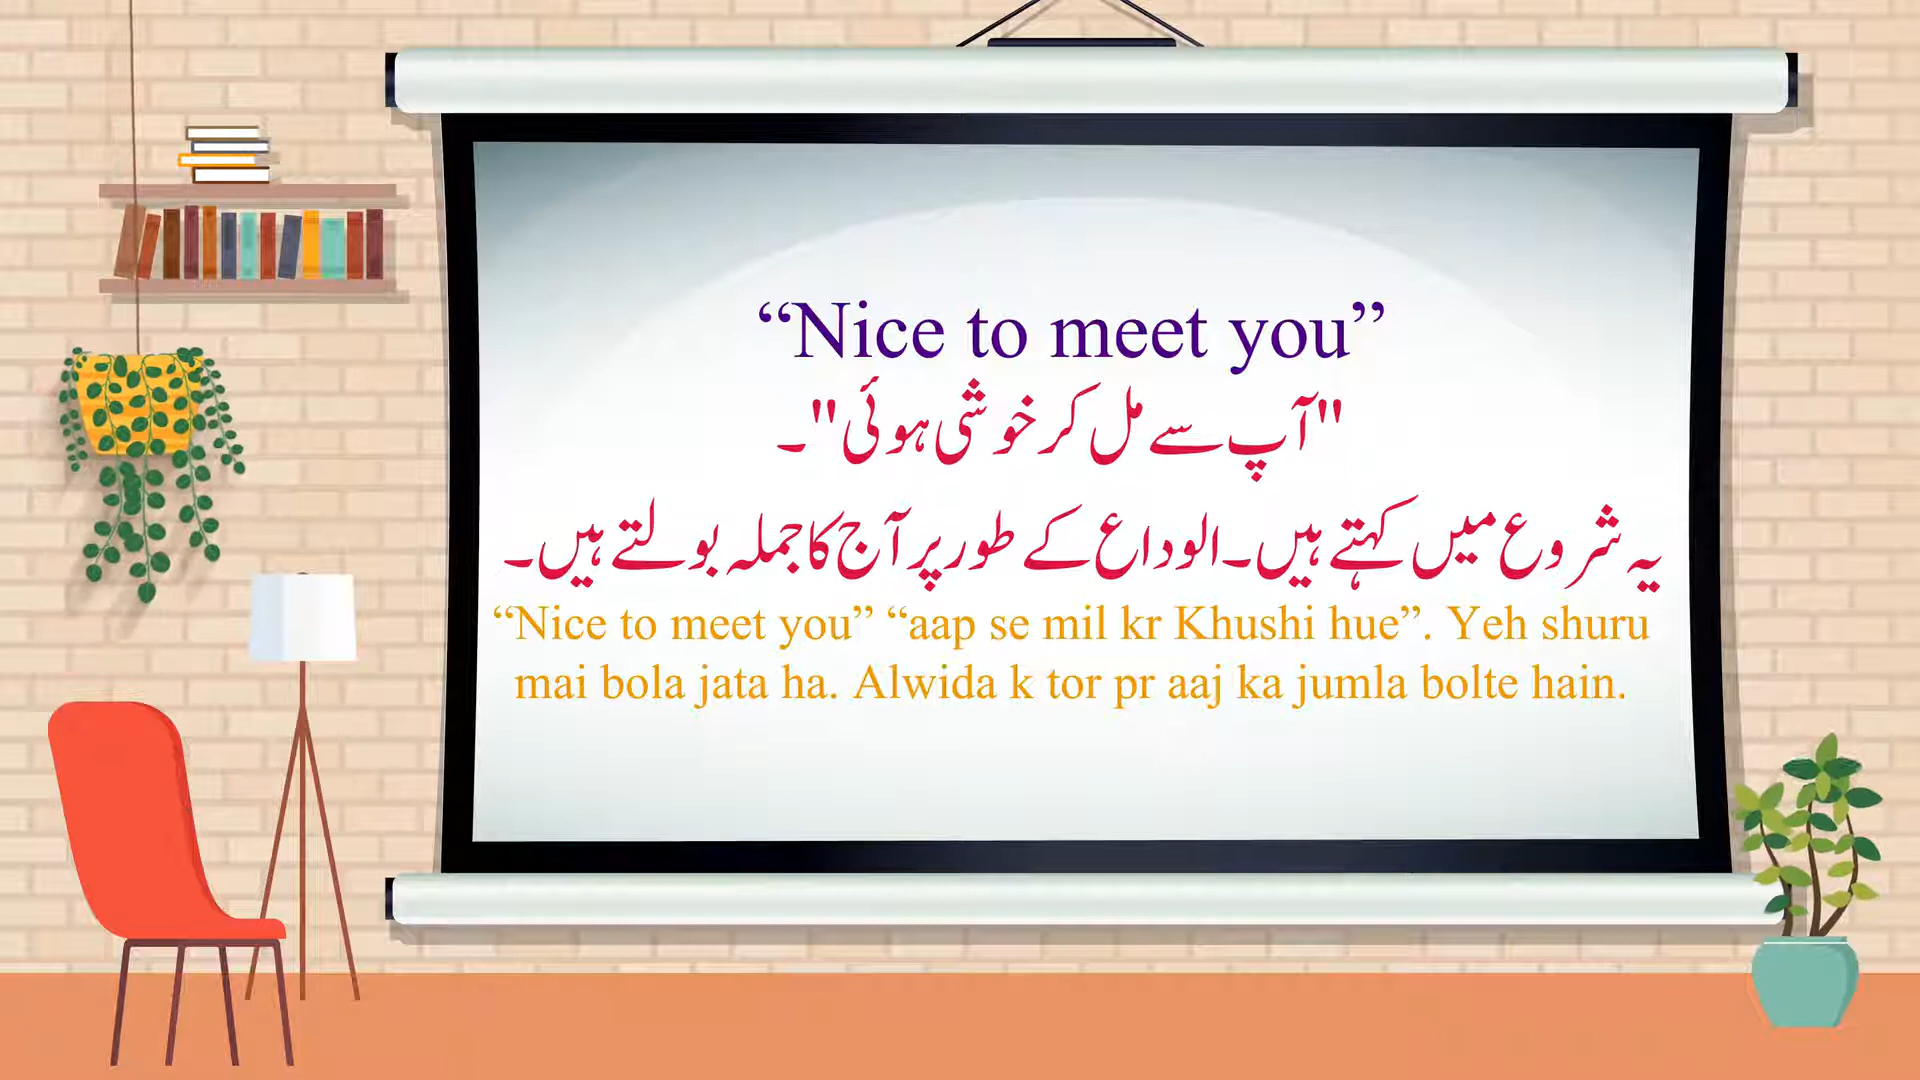 “Nice to meet you”
"آپ سے مل کر خوشی ہوئی"۔
یہ شروع میں کہتے ہیں۔الوداع کے طور پر آج کا جملہ بولتے ہیں۔
“Nice to meet you” “aap se mil kr Khushi hue”. Yeh shuru
mai bola jata ha. Alwida k tor pr aaj ka jumla bolte hain.